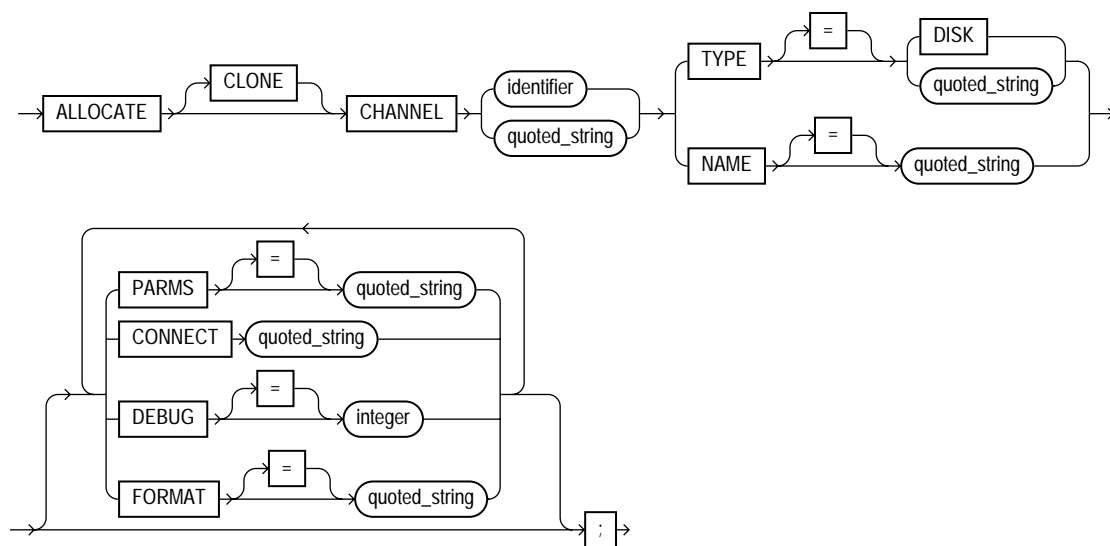 ALLOCATE CLONE CHANNEL identifier TYPE = DISK
quoted_string quoted_string
NAME = quoted_string
PARMS = quoted_string
CONNECT quoted_string
DEBUG = integer
FORMAT = quoted_string
;